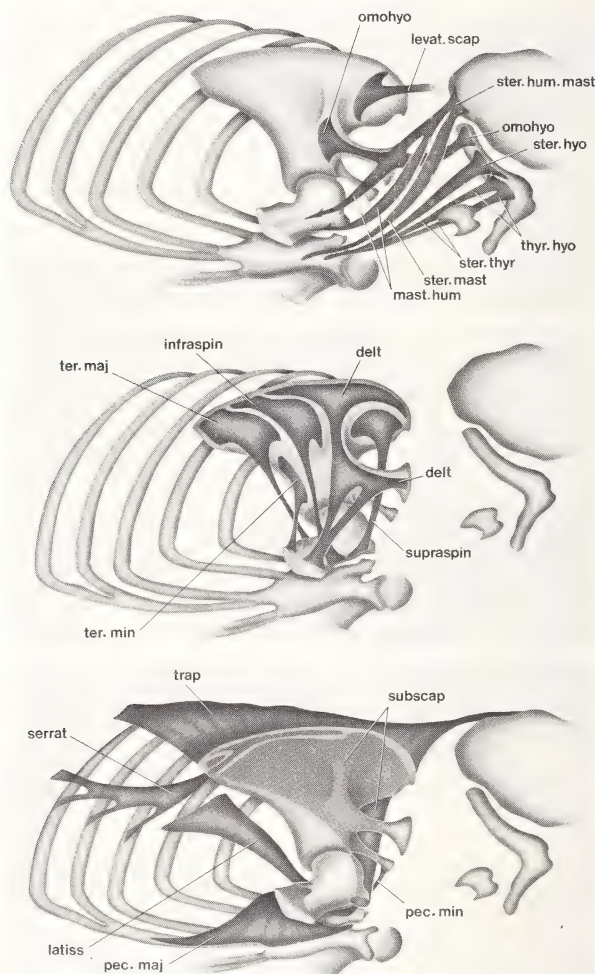 omohyo
levat. scap
ster. hum. mast
omohyo
ster. hyo
thyr. hyo
ster. thyr
ster. mast
mast. hum
infraspin
delt
ter. maj
delt
supraspin
ter. min
trap
subscap
serrat
pec. min
latiss
pec. maj